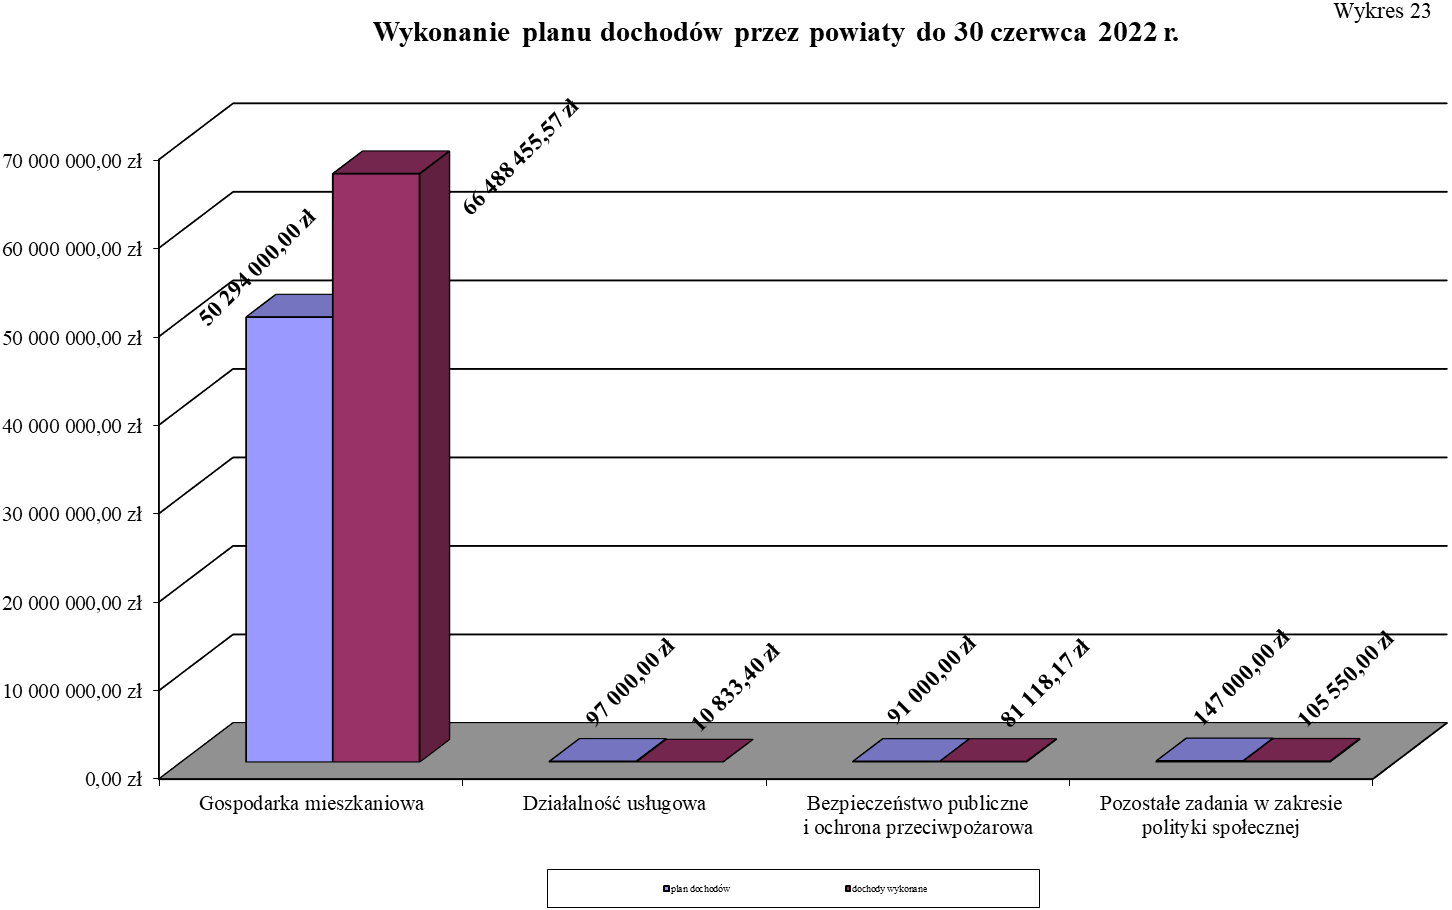 Wykres 23
Wykonanie planu dochodów przez powiaty do 30 czerwca 2022 r.
70 000 000,00 zł
60 000 000,00 zł
50 000 000,00 zł
40 000 000,00 zł
30 000 000,00 zł
20 000 000,00 zł
10 000 000,00 zł
0,00 zł
50 294 000,00 zł
66 488 455,57 zł
97 000,00 zł
10 833,40 zł
91 000,00 zł
81 118,17 zł
147 000,00 zł
105 550,00 zł
Gospodarka mieszkaniowa
Działalność usługowa
Bezpieczeństwo publiczne
i ochrona przeciwpożarowa
Pozostałe zadania w zakresie
polityki społecznej
plan dochodów
dochody wykonane